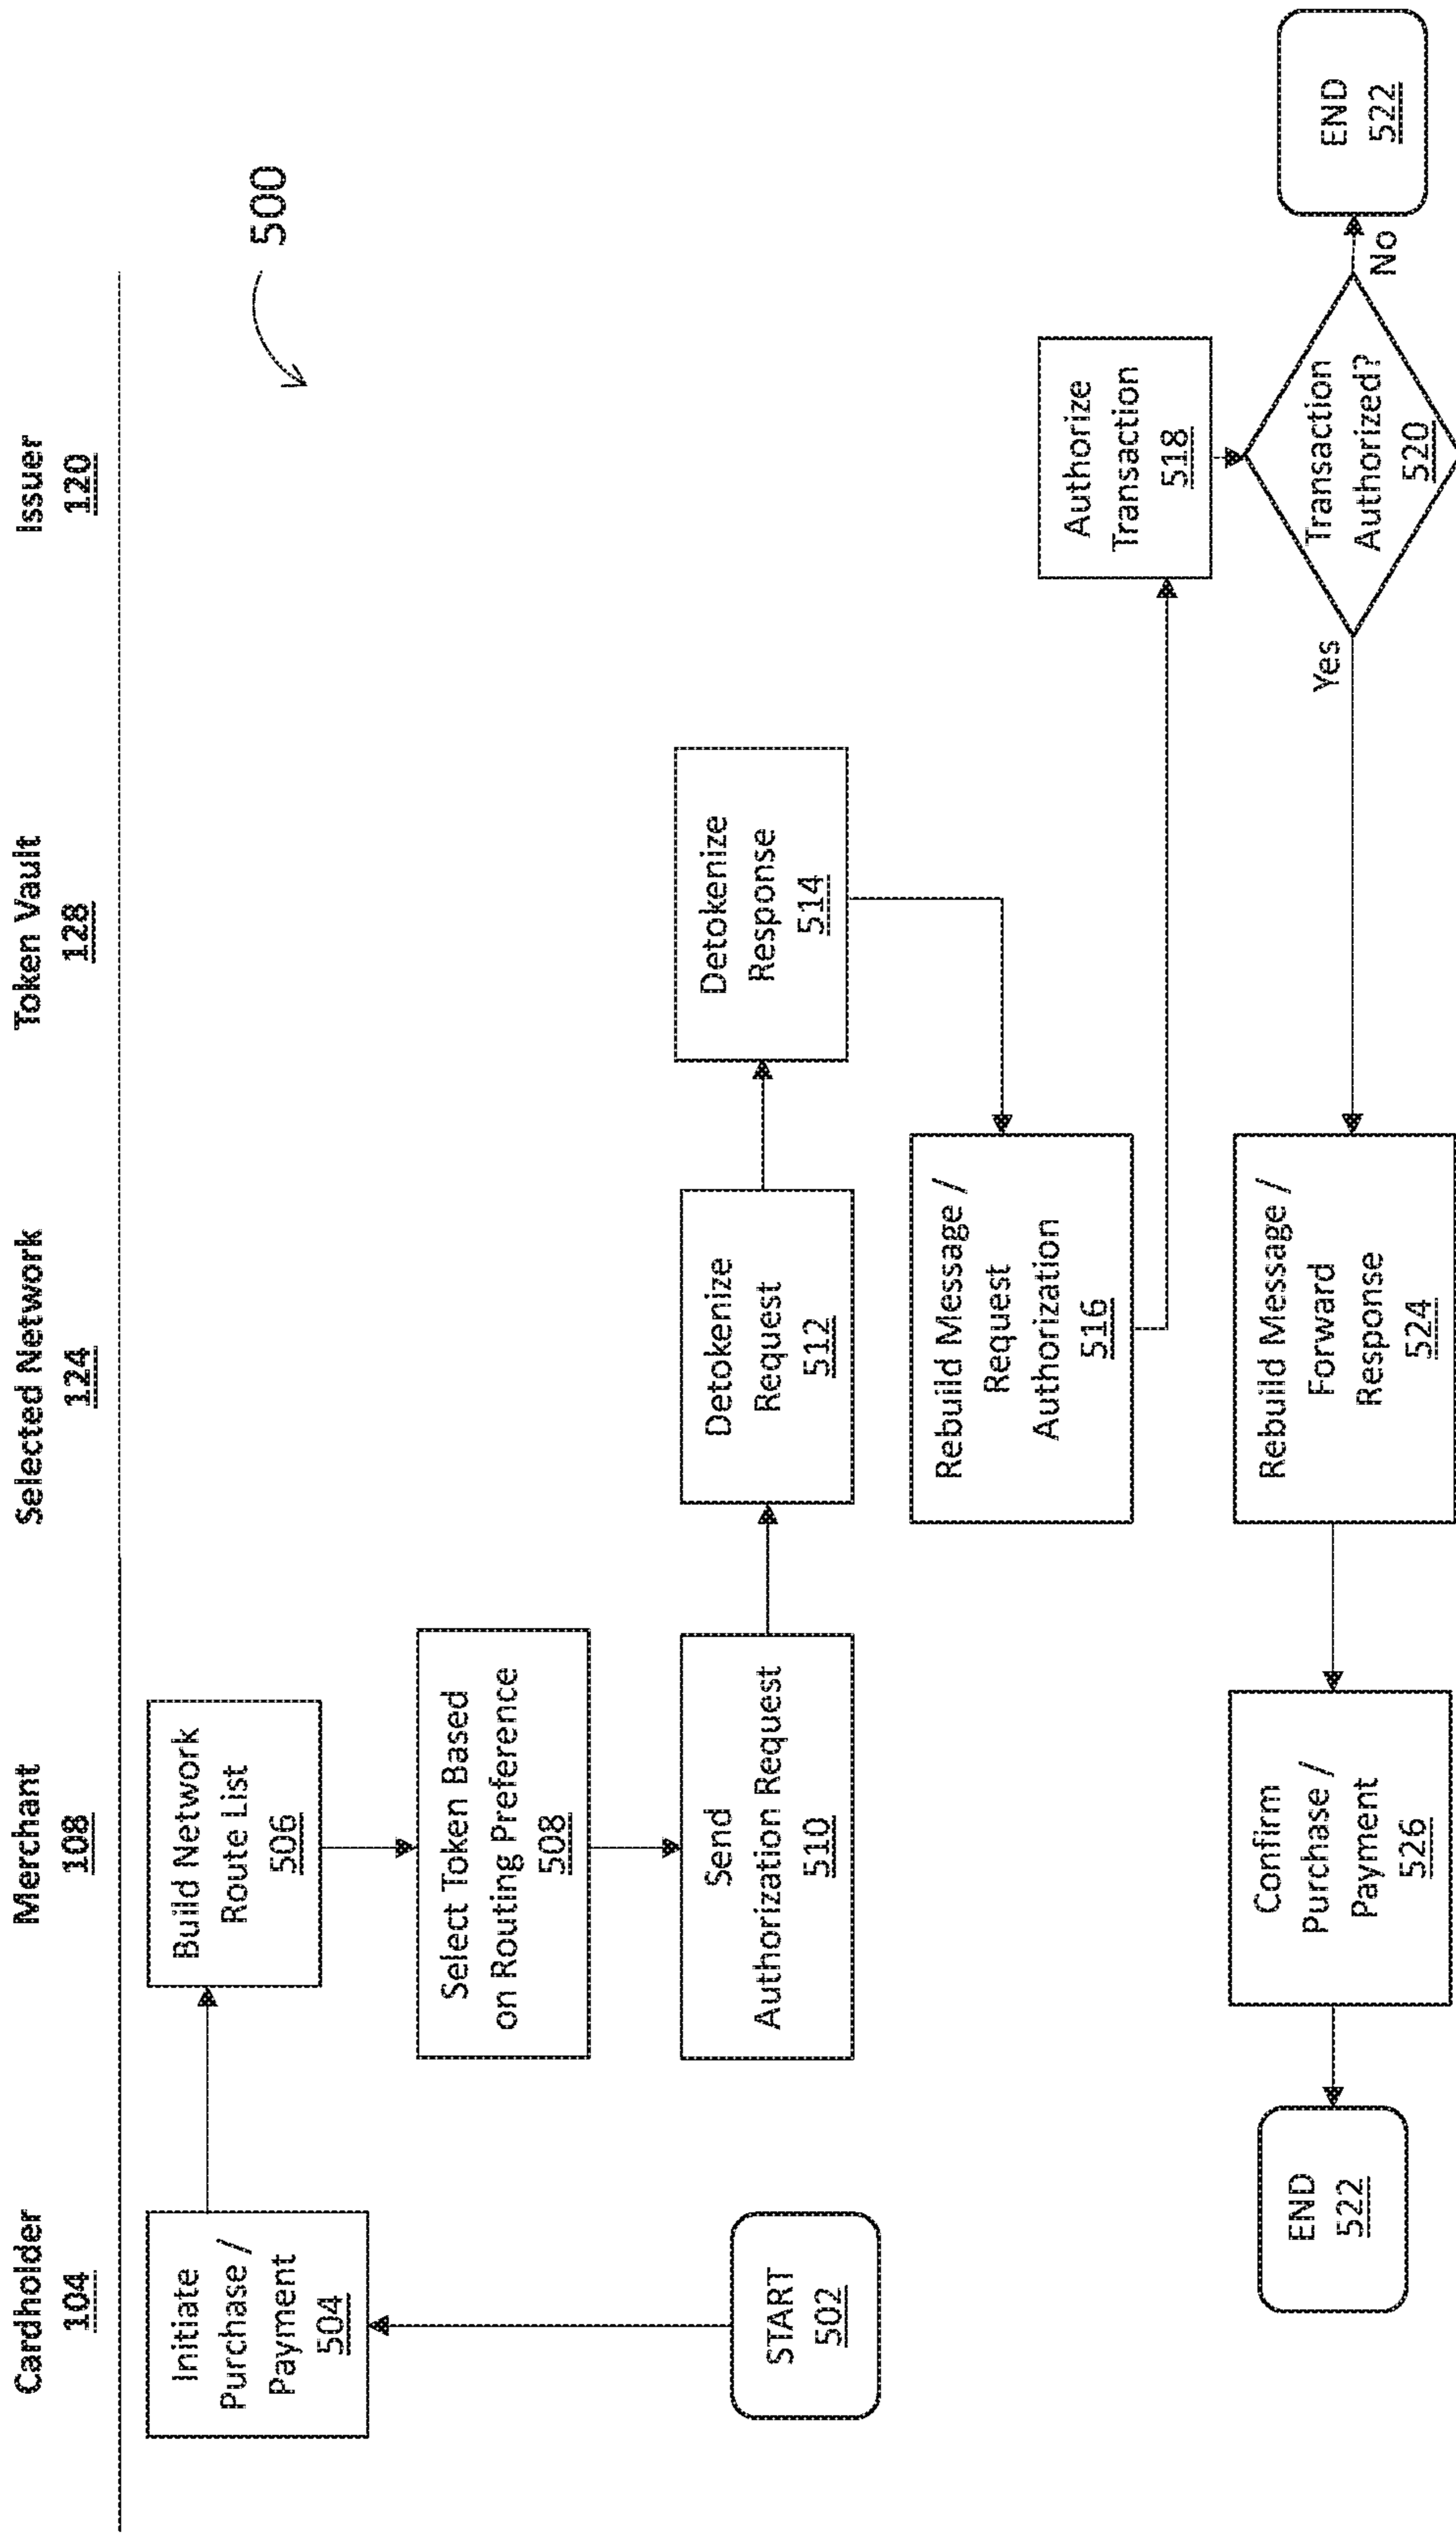 Cardholder
104
Merchant
108
Selected Network
124
Token Vault
128
Issuer
120
500
Initiate
Purchase /
Payment
504
START
502
Build Network
Route List
506
Select Token Based
on Routing Preference
508
Send
Authorization Request
510
Detokenize
Request
512
Detokenize
Response
514
Rebuild Message /
Request
Authorization
516
Authorize
Transaction
518
Transaction
Authorized?
520
No
END
522
Yes
Rebuild Message /
Forward
Response
524
Confirm
Purchase /
Payment
526
END
522